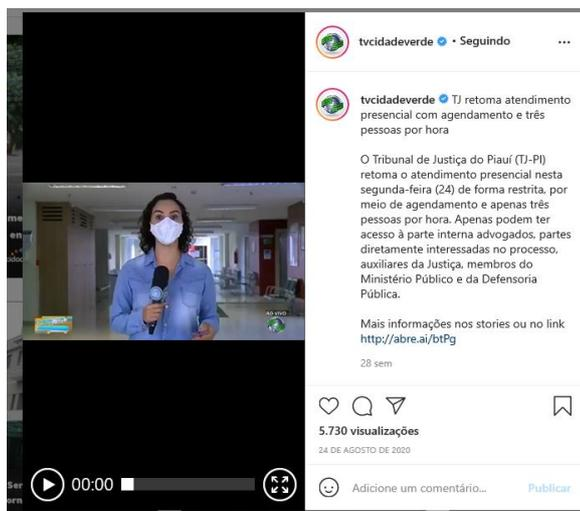 tvcidadeverde • Seguindo
tvcidadeverde TJ retoma atendimento
presencial com agendamento e três
pessoas por hora
O Tribunal de Justiça do Piauí (TJ-PI)
retoma o atendimento presencial nesta
segunda-feira (24) de forma restrita, por
meio de agendamento e apenas três
pessoas por hora. Apenas podem ter
acesso à parte interna advogados, partes
diretamente interessadas no processo,
auxiliares da Justiça, membros do
Ministério Público e da Defensoria
Pública.
Mais informações nos stories ou no link
http://abre.ai/btPg
28 sem
AO VIVO
5.730 visualizações
24 DE AGOSTO DE 2020
00:00
Adicione um comentário... Publicar